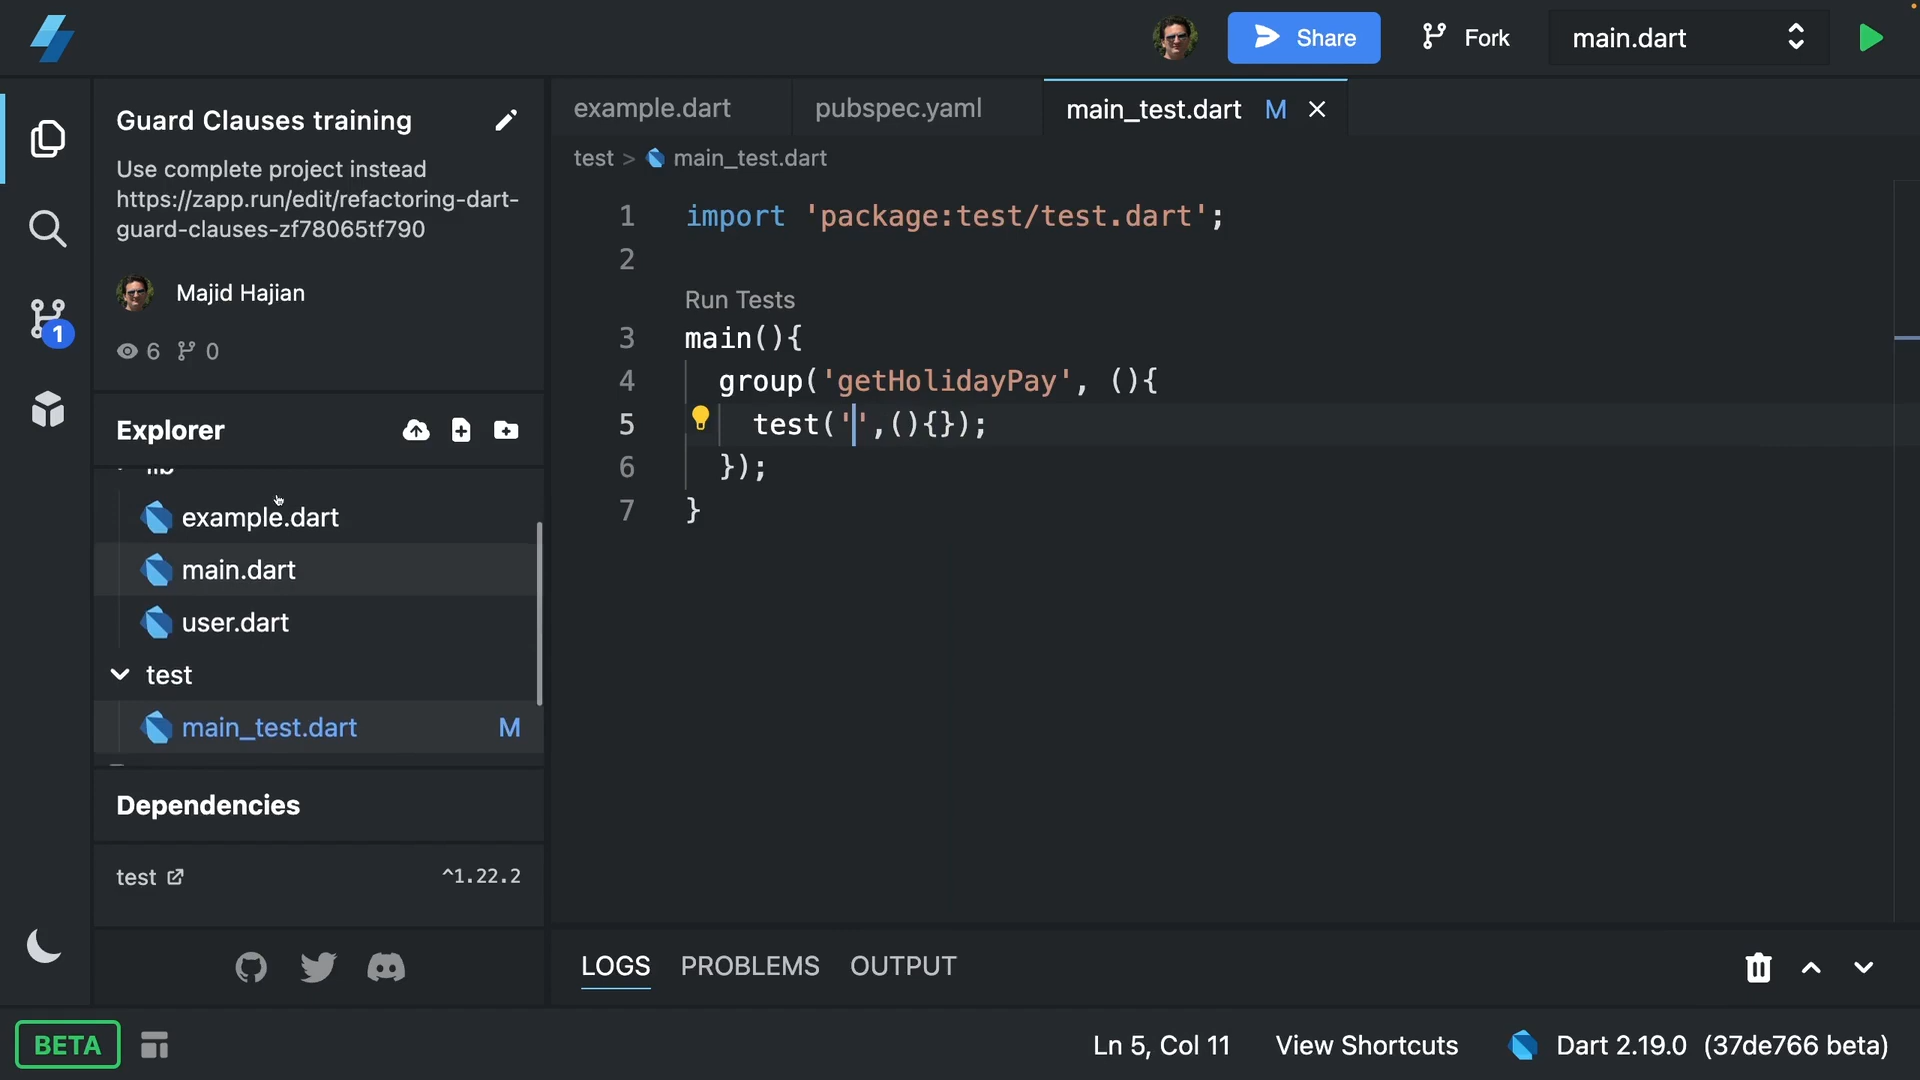 Share
Fork
main.dart
Guard Clauses training
Use complete project instead
https://zapp.run/edit/refactoring-dart-
guard-clauses-zf78065tf790
Majid Hajian
6
0
1
Explorer
lib
example.dart
main.dart
user.dart
test
main_test.dart M
Dependencies
test ^1.22.2
example.dart
pubspec.yaml
main_test.dart M
test > main_test.dart
1 import 'package:test/test.dart';
2
Run Tests
3 main(){
4 group('getHolidayPay', (){
5 test('',(){});
6 });
7 }
LOGS PROBLEMS OUTPUT
BETA
Ln 5, Col 11 View Shortcuts Dart 2.19.0 (37de766 beta)